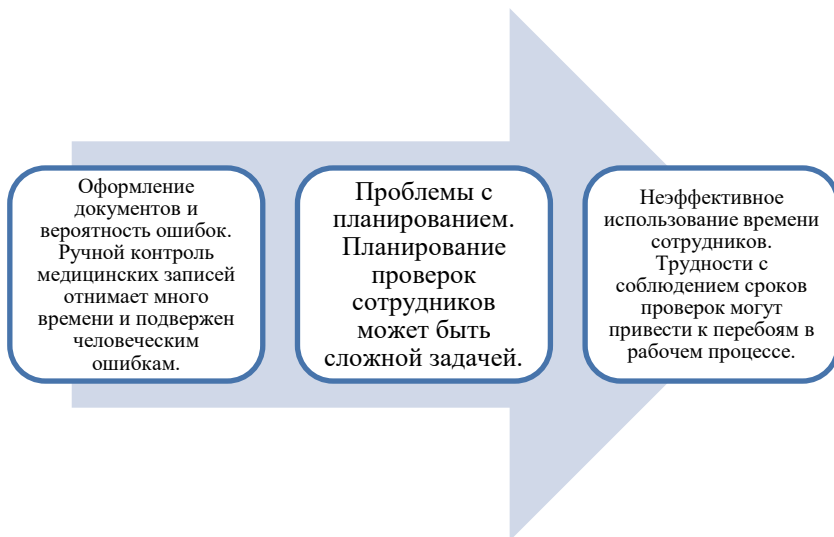 Оформление
документов и
вероятность ошибок.
Ручной контроль
медицинских записей
отнимает много
времени и подвержен
человеческим
ошибкам.
Проблемы с
планированием.
Планирование
проверок
сотрудников
может быть
сложной задачей.
Неэффективное
использование времени
сотрудников.
Трудности с
соблюдением сроков
проверок могут
привести к перебоям в
рабочем процессе.